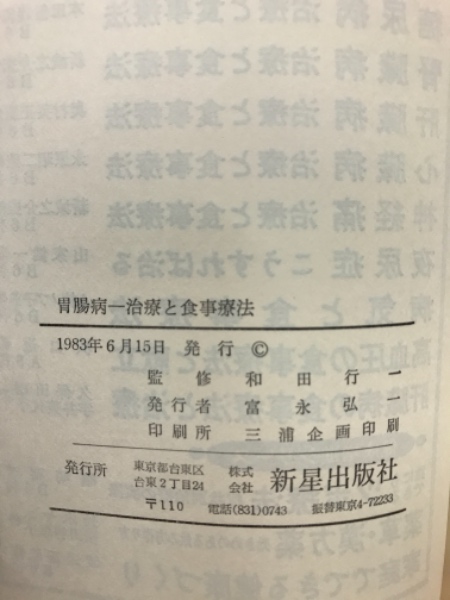 胃腸病―治療と食事療法
1983年6月15日 発行 ©
監修 和田行一
発行者 富永弘一
印刷所 三浦企画印刷
発行所 東京都台東区台東2丁目24 株式会社 新星出版社
〒110 電話(831)0743 振替東京4-72233